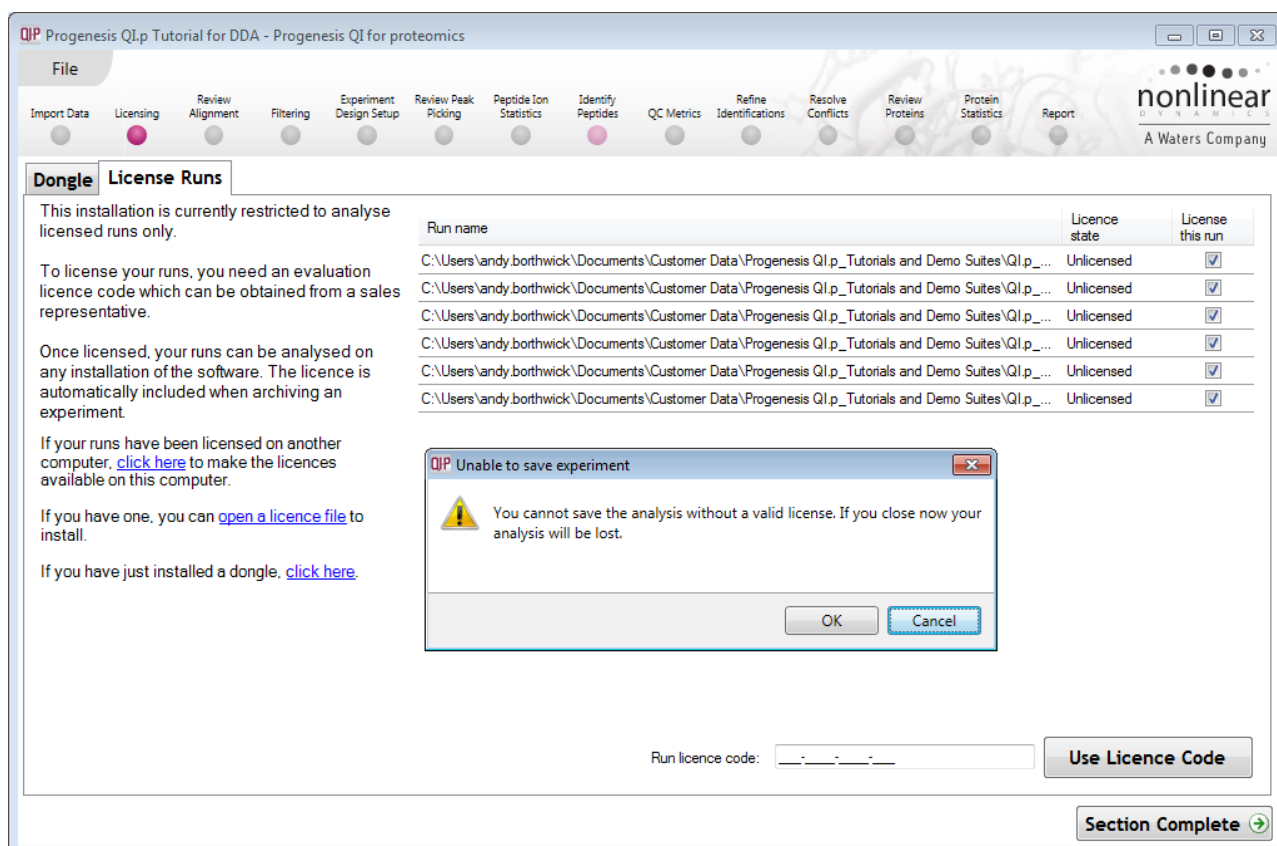 QI.P Progenesis QI.p Tutorial for DDA - Progenesis QI for proteomics
File
Import Data
Licensing
Review
Alignment
Filtering
Experiment
Design Setup
Review Peak
Picking
Peptide Ion
Statistics
Identify
Peptides
QC Metrics
Refine
Identifications
Resolve
Conflicts
Review
Proteins
Protein
Statistics
Report
nonlinear
DYNAMICS
A Waters Company
Dongle
License Runs
This installation is currently restricted to analyse
licensed runs only.
To license your runs, you need an evaluation
licence code which can be obtained from a sales
representative.
Once licensed, your runs can be analysed on
any installation of the software. The licence is
automatically included when archiving an
experiment.
If your runs have been licensed on another
computer, click here to make the licences
available on this computer.
If you have one, you can open a licence file to
install.
If you have just installed a dongle, click here.
Run name
Licence
state
License
this run
C:\Users\andy.borthwick\Documents\Customer Data\Progenesis QI.p_Tutorials and Demo Suites\QI.p_... Unlicensed
C:\Users\andy.borthwick\Documents\Customer Data\Progenesis QI.p_Tutorials and Demo Suites\QI.p_... Unlicensed
C:\Users\andy.borthwick\Documents\Customer Data\Progenesis QI.p_Tutorials and Demo Suites\QI.p_... Unlicensed
C:\Users\andy.borthwick\Documents\Customer Data\Progenesis QI.p_Tutorials and Demo Suites\QI.p_... Unlicensed
C:\Users\andy.borthwick\Documents\Customer Data\Progenesis QI.p_Tutorials and Demo Suites\QI.p_... Unlicensed
C:\Users\andy.borthwick\Documents\Customer Data\Progenesis QI.p_Tutorials and Demo Suites\QI.p_... Unlicensed
QI.P Unable to save experiment
You cannot save the analysis without a valid license. If you close now your
analysis will be lost.
OK
Cancel
Run licence code: ___-____-____-___
Use Licence Code
Section Complete